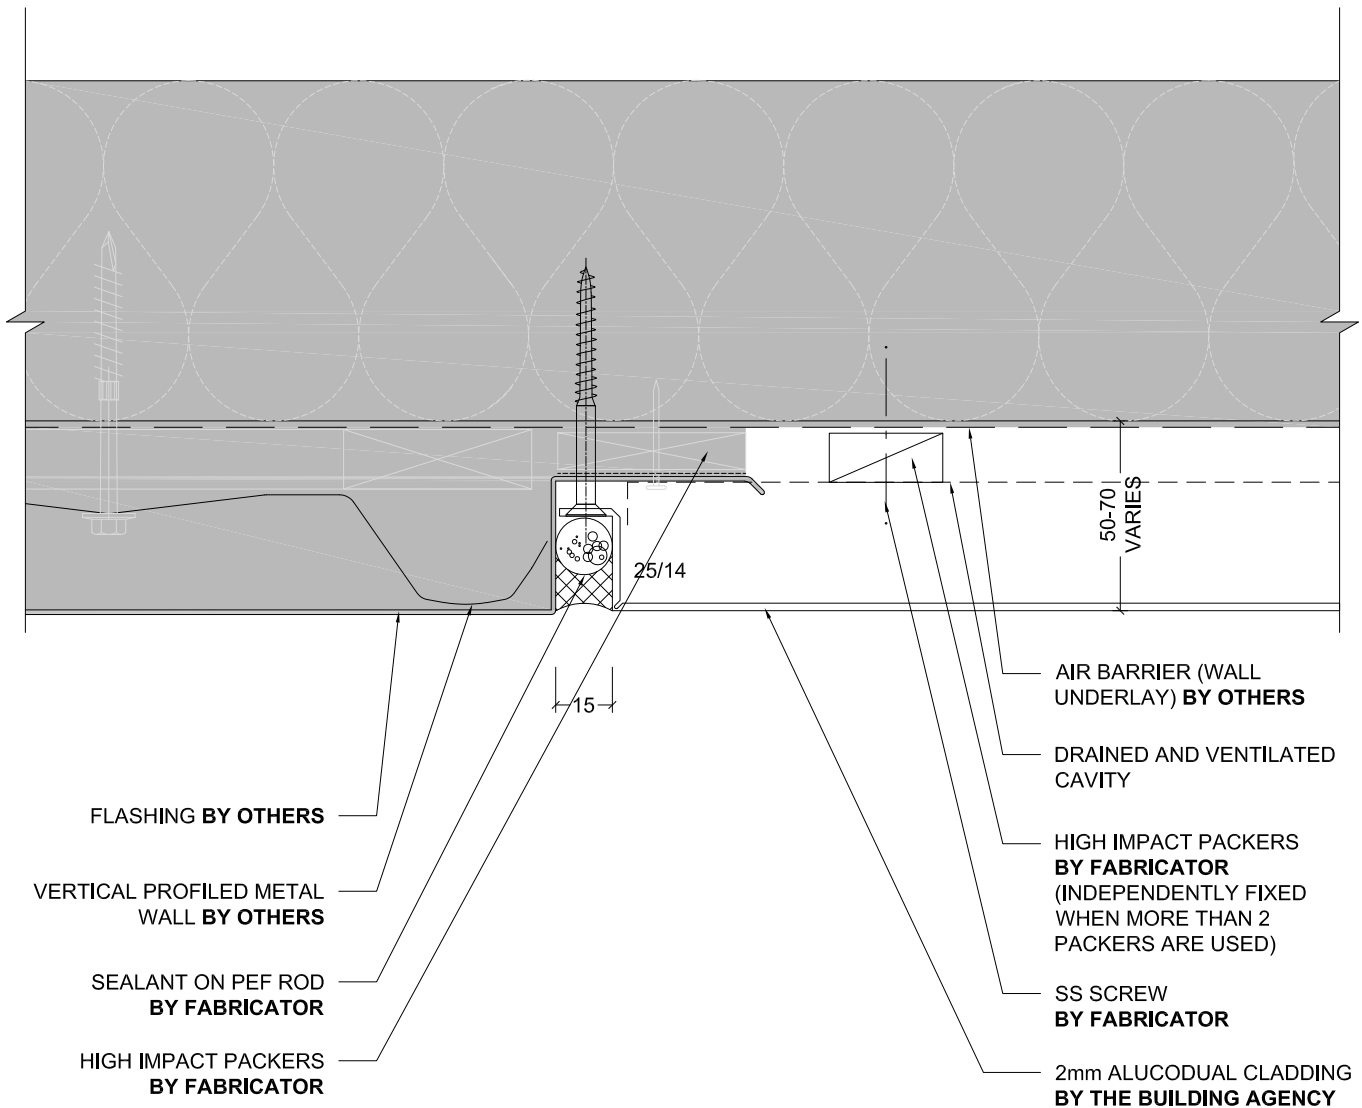 50-70
VARIES
25/14
15
FLASHING BY OTHERS
VERTICAL PROFILED METAL
WALL BY OTHERS
SEALANT ON PEF ROD
BY FABRICATOR
HIGH IMPACT PACKERS
BY FABRICATOR
AIR BARRIER (WALL
UNDERLAY) BY OTHERS
DRAINED AND VENTILATED
CAVITY
HIGH IMPACT PACKERS
BY FABRICATOR
(INDEPENDENTLY FIXED
WHEN MORE THAN 2
PACKERS ARE USED)
SS SCREW
BY FABRICATOR
2mm ALUCODUAL CLADDING
BY THE BUILDING AGENCY